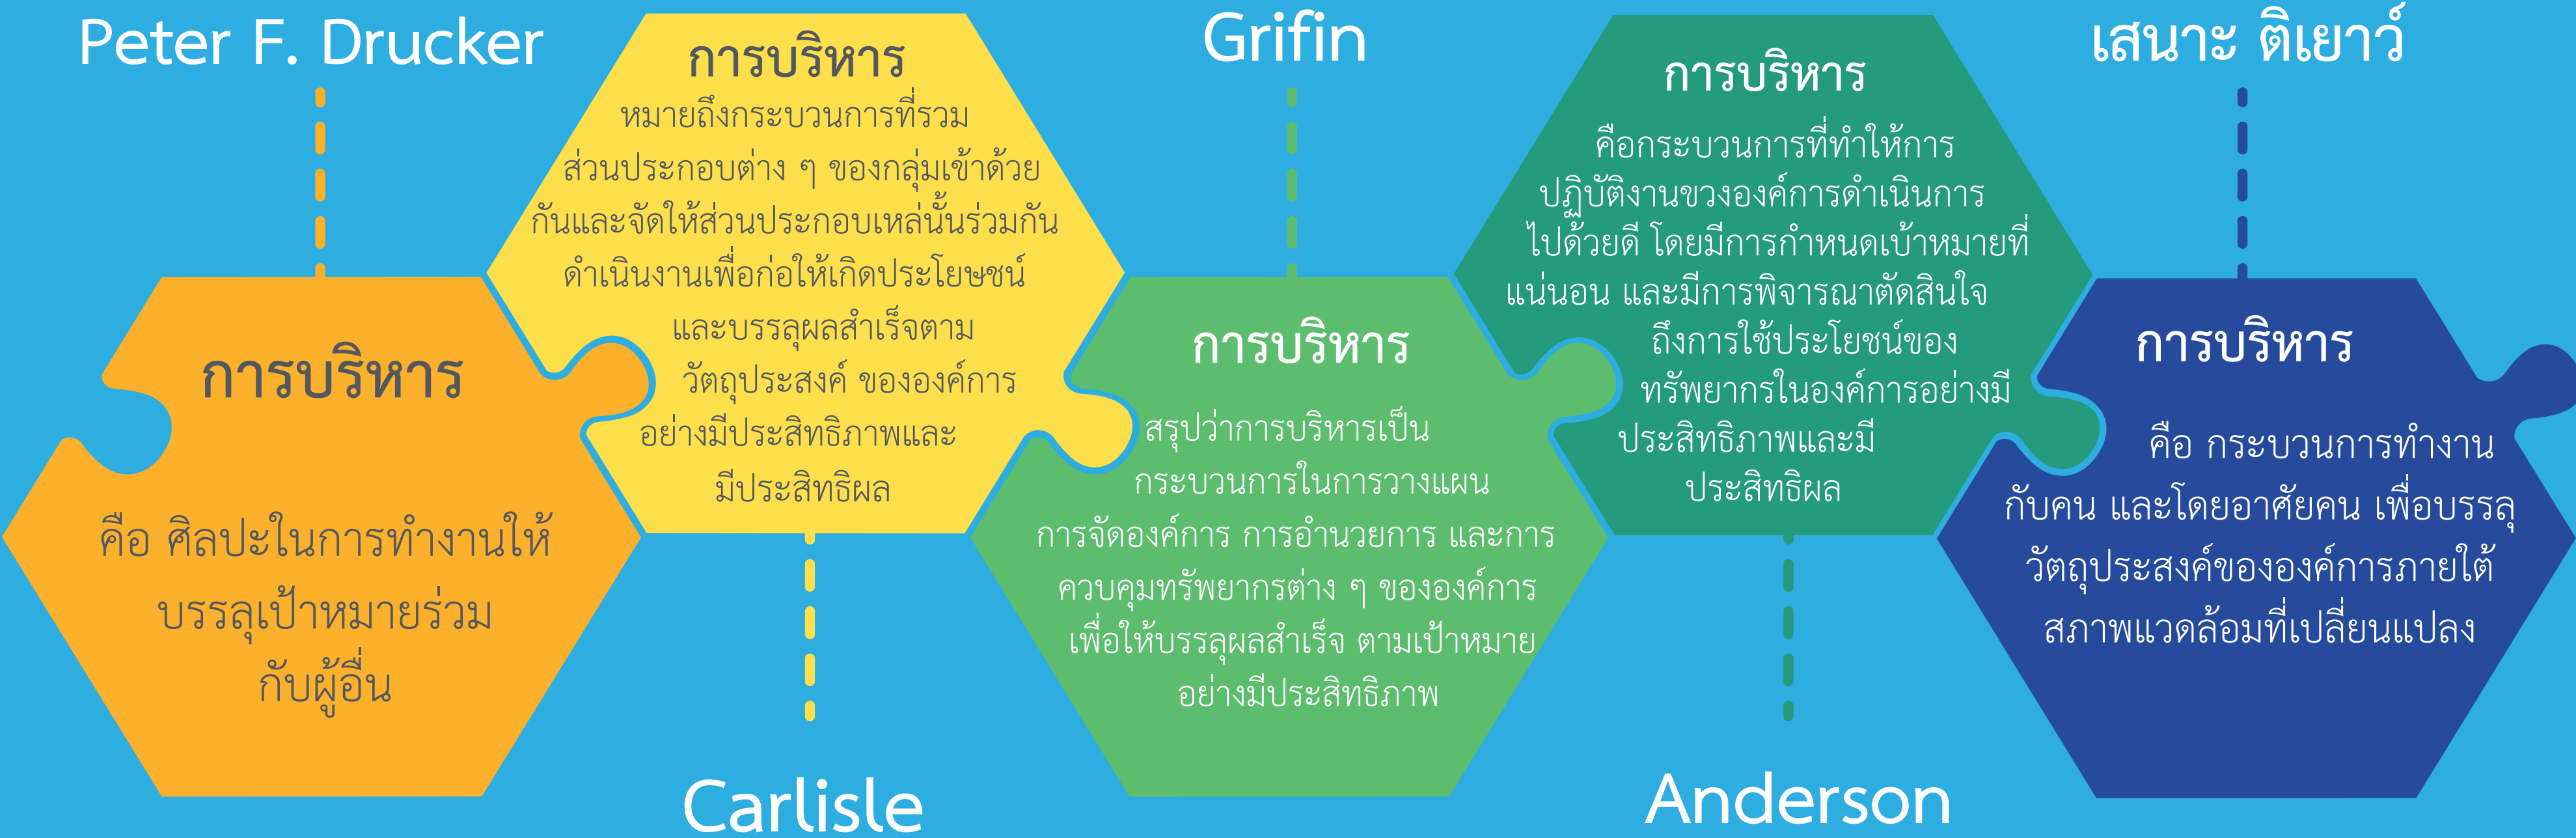 Peter F. Drucker
การบริหาร
คือ ศิลปะในการทำงานให้
บรรลุเป้าหมายร่วม
กับผู้อื่น
การบริหาร
หมายถึงกระบวนการที่รวม
ส่วนประกอบต่าง ๆ ของกลุ่มเข้าด้วย
กันและจัดให้ส่วนประกอบเหล่านั้นร่วมกัน
ดำเนินงานเพื่อก่อให้เกิดประโยษชน์
และบรรลุผลสำเร็จตาม
วัตถุประสงค์ ขององค์การ
อย่างมีประสิทธิภาพและ
มีประสิทธิผล
Carlisle
Grifin
การบริหาร
สรุปว่าการบริหารเป็น
กระบวนการในการวางแผน
การจัดองค์การ การอำนวยการ และการ
ควบคุมทรัพยากรต่าง ๆ ขององค์การ
เพื่อให้บรรลุผลสำเร็จ ตามเป้าหมาย
อย่างมีประสิทธิภาพ
การบริหาร
คือกระบวนการที่ทำให้การ
ปฏิบัติงานขวององค์การดำเนินการ
ไปด้วยดี โดยมีการกำหนดเบ้าหมายที่
แน่นอน และมีการพิจารณาตัดสินใจ
ถึงการใช้ประโยชน์ของ
ทรัพยากรในองค์การอย่างมี
ประสิทธิภาพและมี
ประสิทธิผล
Anderson
เสนาะ ติเยาว์
การบริหาร
คือ กระบวนการทำงาน
กับคน และโดยอาศัยคน เพื่อบรรลุ
วัตถุประสงค์ขององค์การภายใต้
สภาพแวดล้อมที่เปลี่ยนแปลง